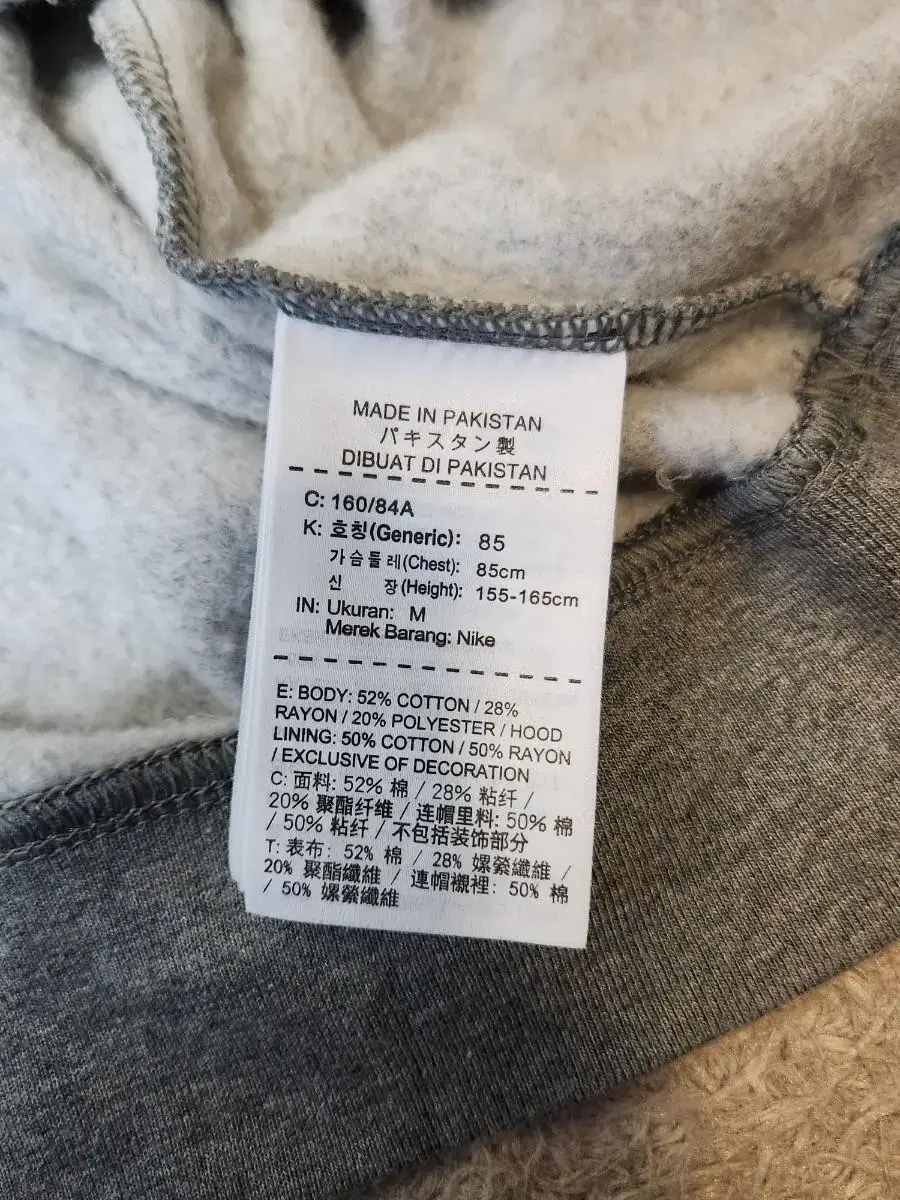 MADE IN PAKISTAN
パキスタン製
DIBUAT DI PAKISTAN
C: 160/84A
K: 호칭(Generic): 85
가슴들레(Chest): 85cm
신 장(Height): 155-165cm
IN: Ukuran: M
Merek Barang: Nike
E: BODY: 52% COTTON / 28%
RAYON / 20% POLYESTER / HOOD
LINING: 50% COTTON / 50% RAYON
/ EXCLUSIVE OF DECORATION
C: 面料: 52% 棉 / 28% 粘纤 /
20% 聚酯纤维 / 连帽里料: 50% 棉
/ 50% 粘纤 / 不包括装饰部分
T: 表布: 52% 棉 / 28% 嫘縈纖維 /
20% 聚酯纖維 / 連帽襯裡: 50% 棉
/ 50% 嫘縈纖維